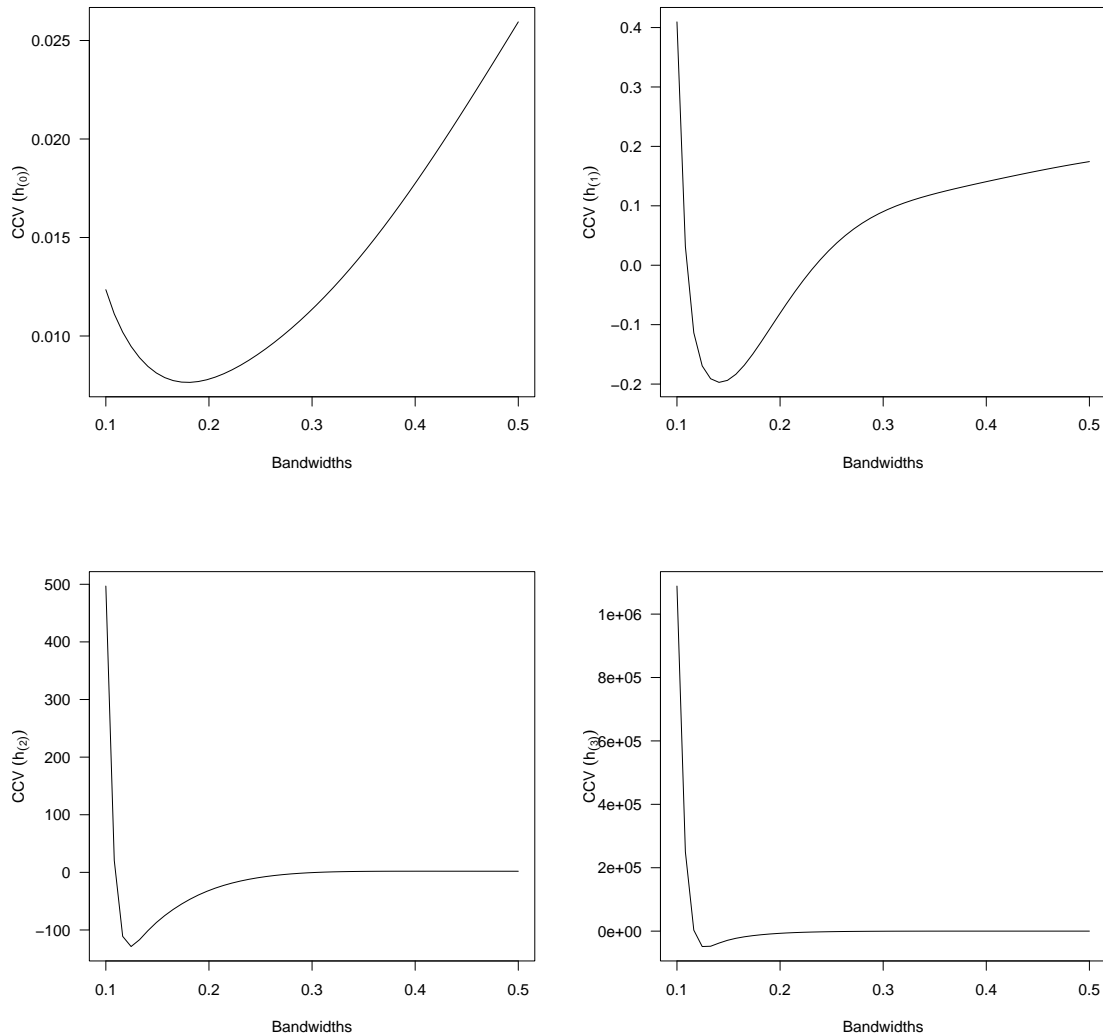 0.025
0.020
0.015
0.010
CCV (h(0))
0.1 0.2 0.3 0.4 0.5
Bandwidths
0.4
0.3
0.2
0.1
0.0
−0.1
−0.2
CCV (h(1))
0.1 0.2 0.3 0.4 0.5
Bandwidths
500
400
300
200
100
0
−100
CCV (h(2))
0.1 0.2 0.3 0.4 0.5
Bandwidths
1e+06
8e+05
6e+05
4e+05
2e+05
0e+00
CCV (h(3))
0.1 0.2 0.3 0.4 0.5
Bandwidths